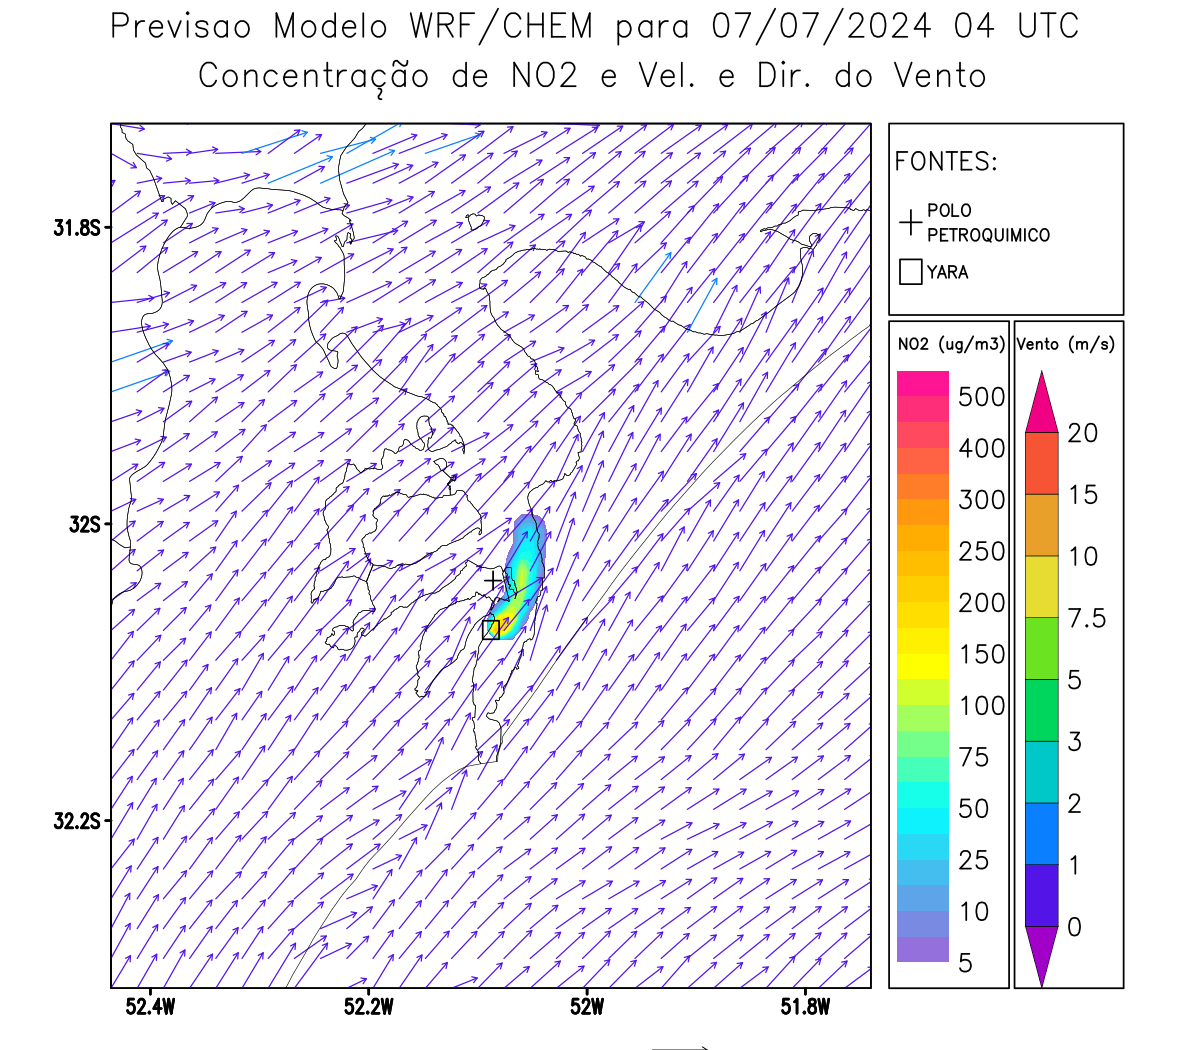 Previsao Modelo WRF/CHEM para 07/07/2024 04 UTC
Concentração de NO2 e Vel. e Dir. do Vento
FONTES:
POLO
PETROQUIMICO
YARA
NO2 (ug/m3)
500
400
300
250
200
150
100
75
50
25
10
5
Vento (m/s)
20
15
10
7.5
5
3
2
1
0
31.8S
32S
32.2S
52.4W
52.2W
52W
51.8W